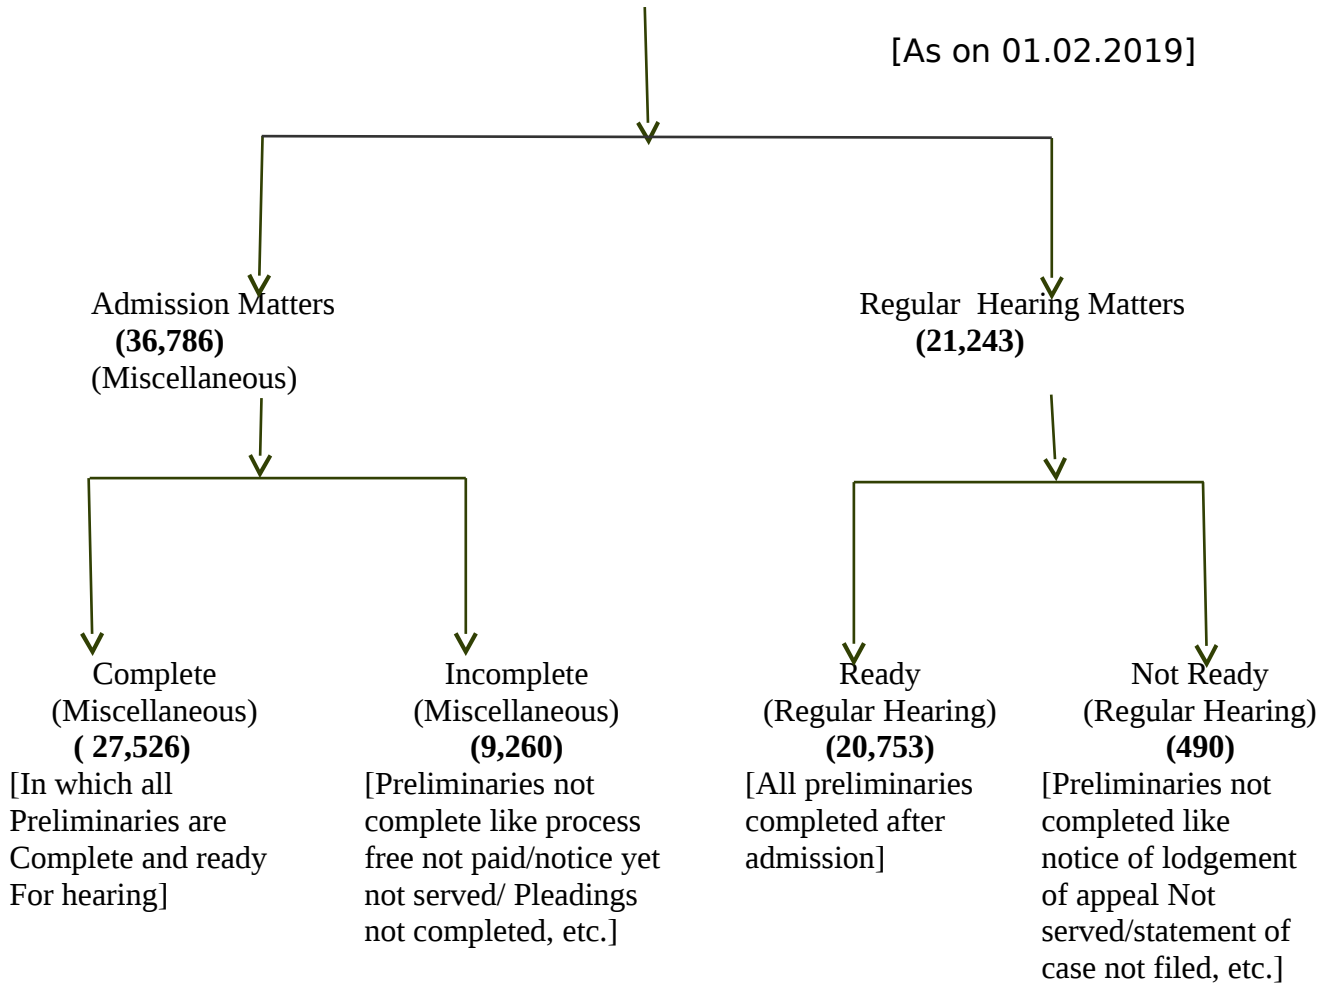 [As on 01.02.2019]
Admission Matters
(36,786)
(Miscellaneous)
Regular  Hearing Matters
(21,243)
Complete
(Miscellaneous)
( 27,526)
[In which all
Preliminaries are
Complete and ready
For hearing]
Incomplete
(Miscellaneous)
(9,260)
[Preliminaries not
complete like process
free not paid/notice yet
not served/ Pleadings
not completed, etc.]
Ready
(Regular Hearing)
(20,753)
[All preliminaries
completed after
admission]
Not Ready
(Regular Hearing)
(490)
[Preliminaries not
completed like
notice of lodgement
of appeal Not
served/statement of
case not filed, etc.]